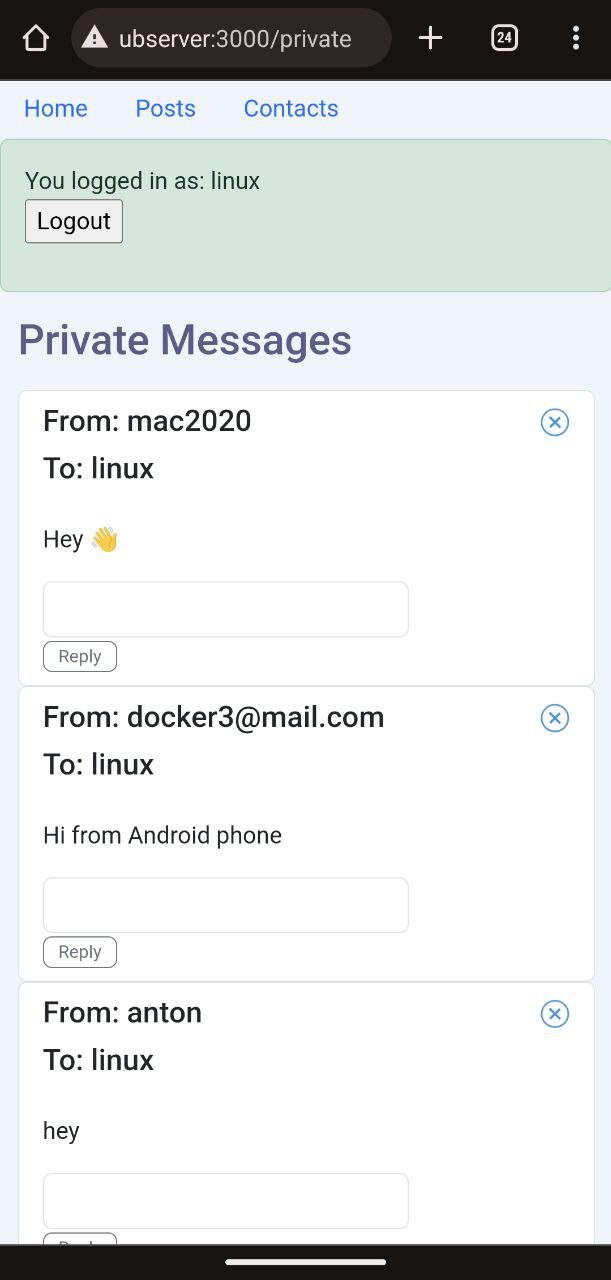 ubserver:3000/private
24
Home Posts Contacts
You logged in as: linux
Logout
Private Messages
From: mac2020
To: linux
Hey 👋
Reply
From: docker3@mail.com
To: linux
Hi from Android phone
Reply
From: anton
To: linux
hey